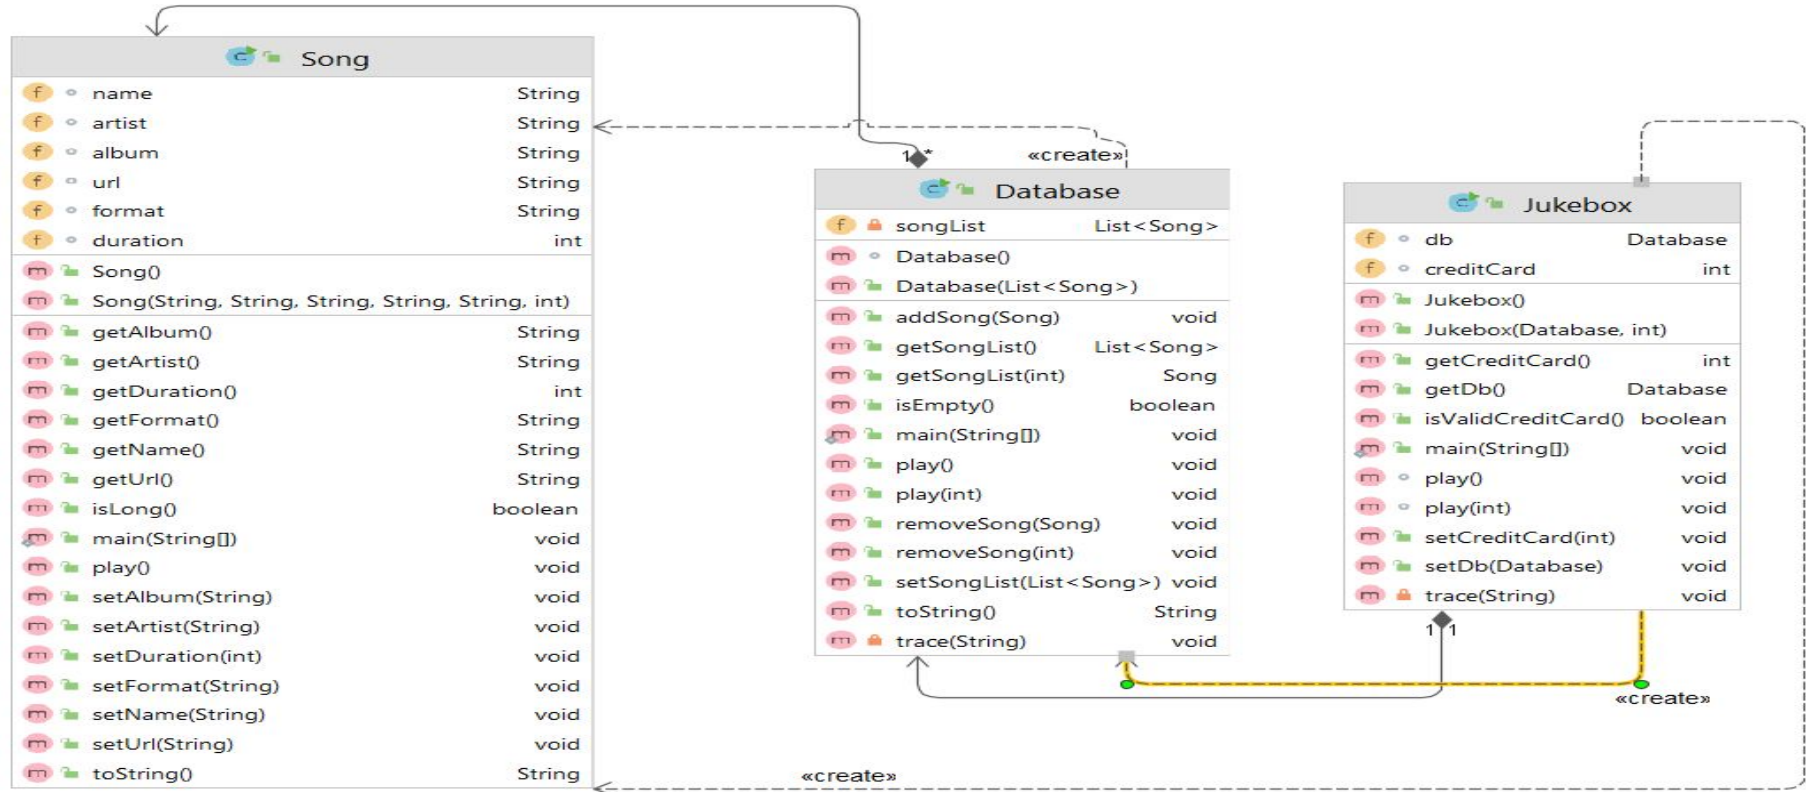 Song
name String
artist String
album String
url String
format String
duration int
Song()
Song(String, String, String, String, String, int)
getAlbum() String
getArtist() String
getDuration() int
getFormat() String
getName() String
getUrl() String
isLong() boolean
main(String[]) void
play() void
setAlbum(String) void
setArtist(String) void
setDuration(int) void
setFormat(String) void
setName(String) void
setUrl(String) void
toString() String
1 *
«create»
Database
songList List<Song>
Database()
Database(List<Song>)
addSong(Song) void
getSongList() List<Song>
getSongList(int) Song
isEmpty() boolean
main(String[]) void
play() void
play(int) void
removeSong(Song) void
removeSong(int) void
setSongList(List<Song>) void
toString() String
trace(String) void
Jukebox
db Database
creditCard int
Jukebox()
Jukebox(Database, int)
getCreditCard() int
getDb() Database
isValidCreditCard() boolean
main(String[]) void
play() void
play(int) void
setCreditCard(int) void
setDb(Database) void
trace(String) void
1 1
«create»
«create»